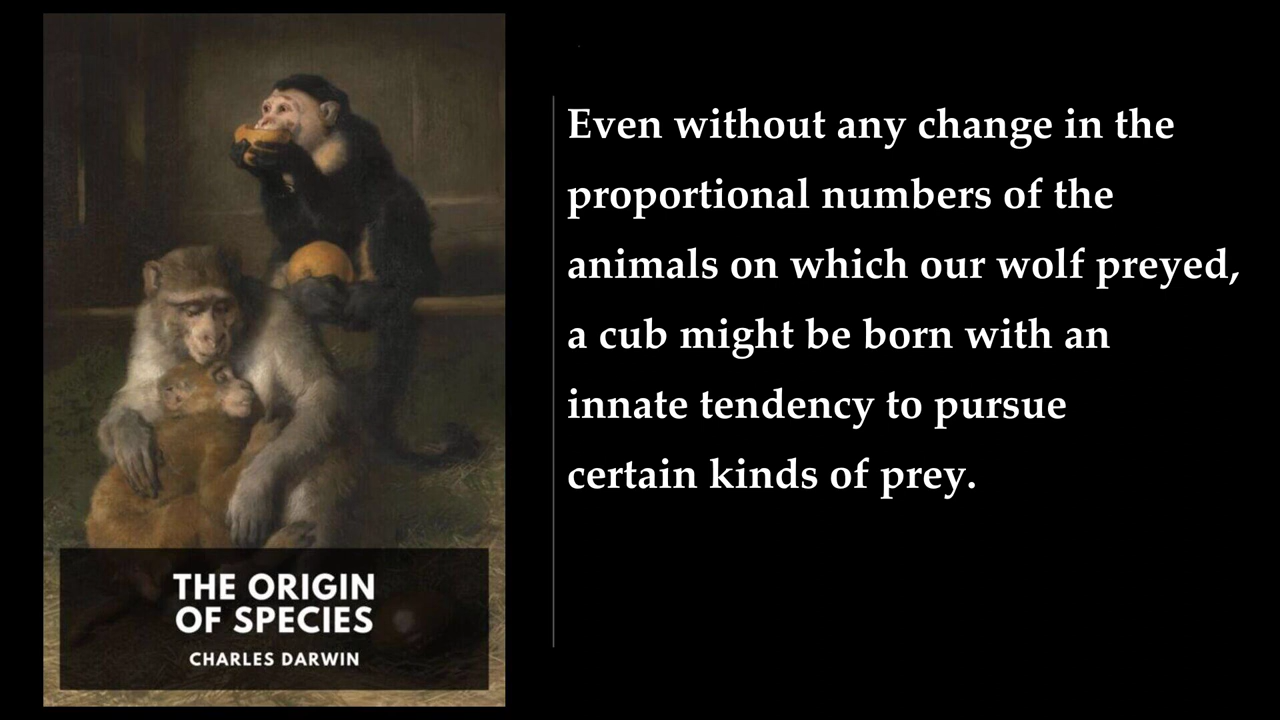 Even without any change in the
proportional numbers of the
animals on which our wolf preyed,
a cub might be born with an
innate tendency to pursue
certain kinds of prey.
THE ORIGIN
OF SPECIES
CHARLES DARWIN